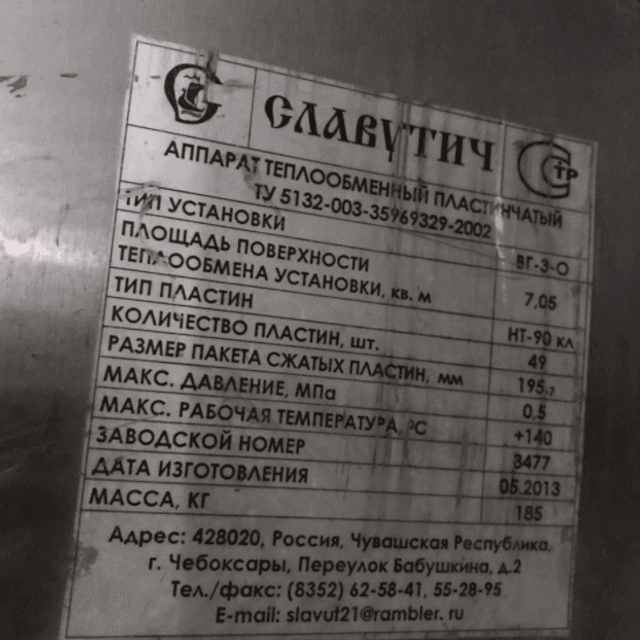 СЛАВУТИЧ
ТР
АППАРАТ ТЕПЛООБМЕННЫЙ ПЛАСТИНЧАТЫЙ
ТУ 5132-003-35969329-2002
ТИП УСТАНОВКИ ВГ-3-О
ПЛОЩАДЬ ПОВЕРХНОСТИ
ТЕПЛООБМЕНА УСТАНОВКИ, КВ. М 7,05
ТИП ПЛАСТИН НТ-90 КЛ
КОЛИЧЕСТВО ПЛАСТИН, ШТ. 49
РАЗМЕР ПАКЕТА СЖАТЫХ ПЛАСТИН, ММ 195,7
МАКС. ДАВЛЕНИЕ, МПа 0,5
МАКС. РАБОЧАЯ ТЕМПЕРАТУРА, °С +140
ЗАВОДСКОЙ НОМЕР 3477
ДАТА ИЗГОТОВЛЕНИЯ 05.2013
МАССА, КГ 185
Адрес: 428020, Россия, Чувашская Республика,
г. Чебоксары, Переулок Бабушкина, д.2
Тел./факс: (8352) 62-58-41, 55-28-95
E-mail: slavut21@rambler.ru